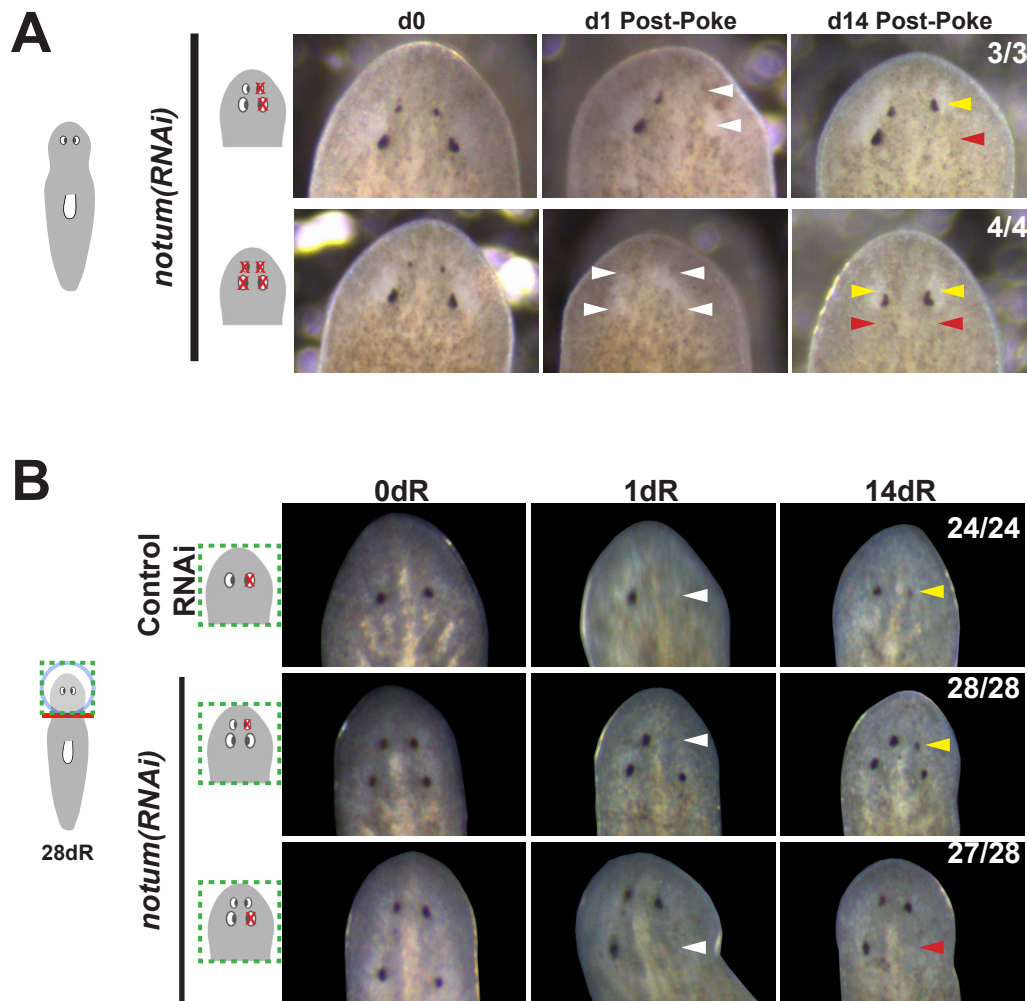 A
d0
d1 Post-Poke
d14 Post-Poke
notum(RNAi)
3/3
4/4
B
0dR
1dR
14dR
Control
RNAi
24/24
notum(RNAi)
28/28
27/28
28dR